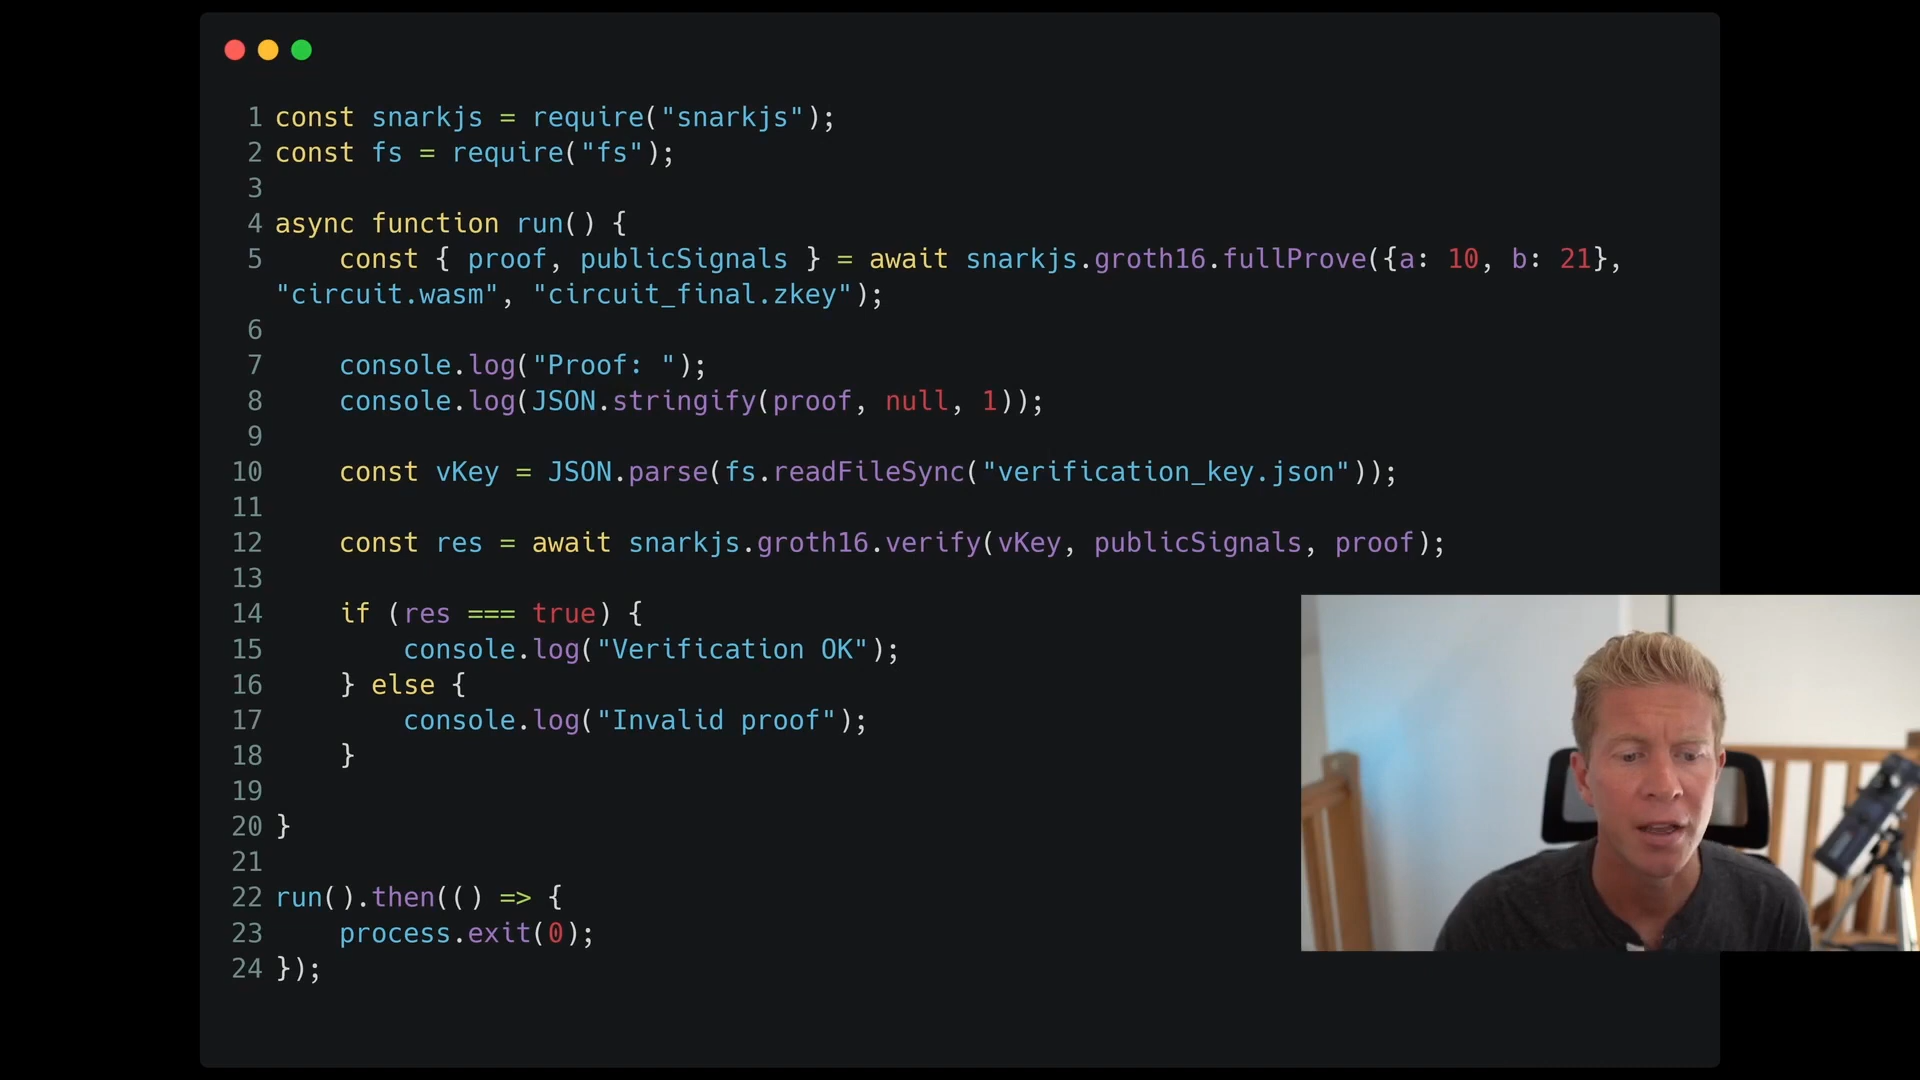 1 const snarkjs = require("snarkjs");
2 const fs = require("fs");
3
4 async function run() {
5     const { proof, publicSignals } = await snarkjs.groth16.fullProve({a: 10, b: 21},
"circuit.wasm", "circuit_final.zkey");
6
7     console.log("Proof: ");
8     console.log(JSON.stringify(proof, null, 1));
9
10     const vKey = JSON.parse(fs.readFileSync("verification_key.json"));
11
12     const res = await snarkjs.groth16.verify(vKey, publicSignals, proof);
13
14     if (res === true) {
15         console.log("Verification OK");
16     } else {
17         console.log("Invalid proof");
18     }
19
20 }
21
22 run().then(() => {
23     process.exit(0);
24 });